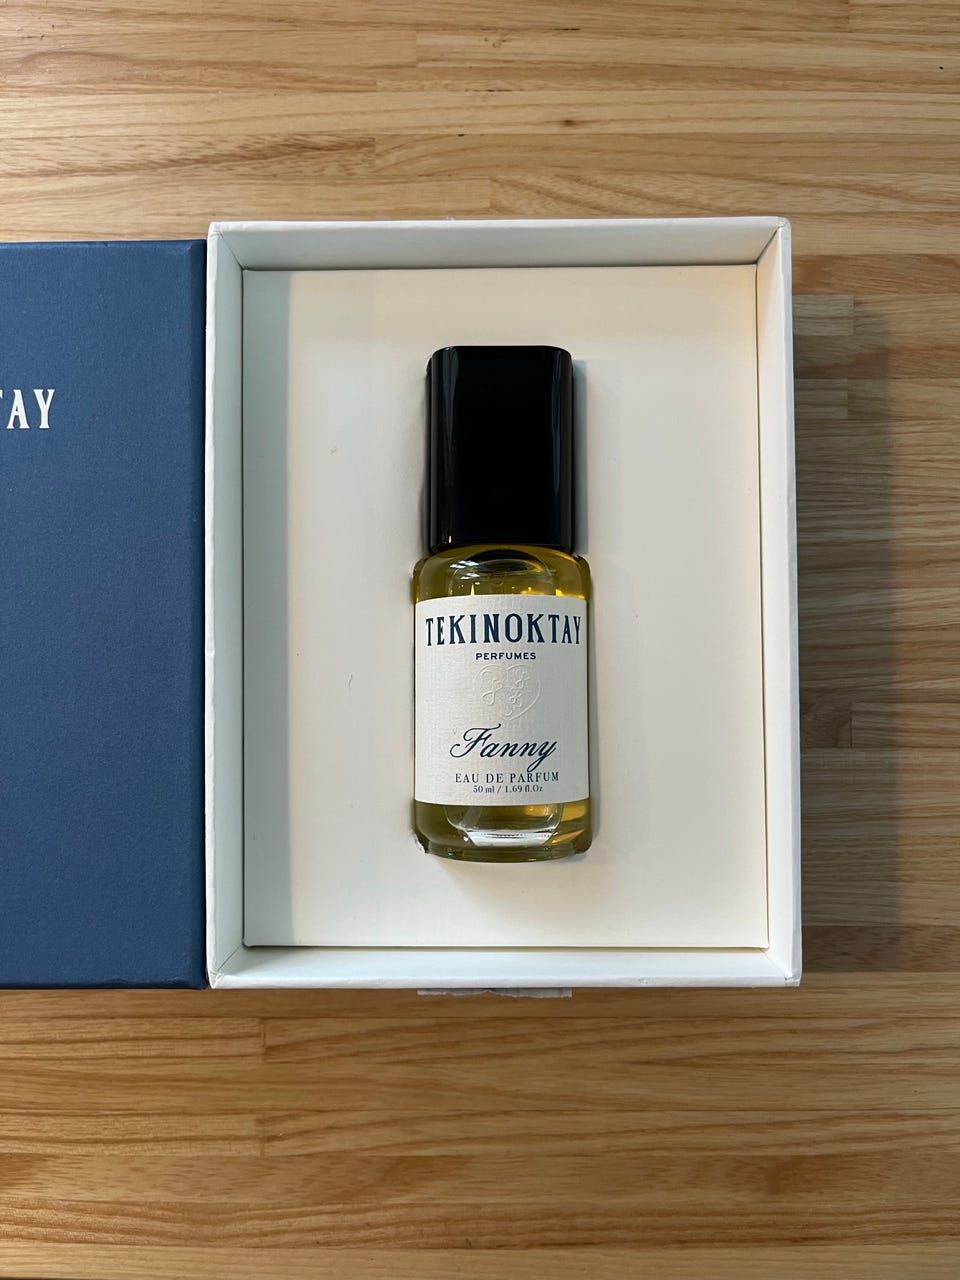 TAY
TEKINOKTAY
PERFUMES
Fanny
EAU DE PARFUM
50 ml / 1.69 fl.Oz